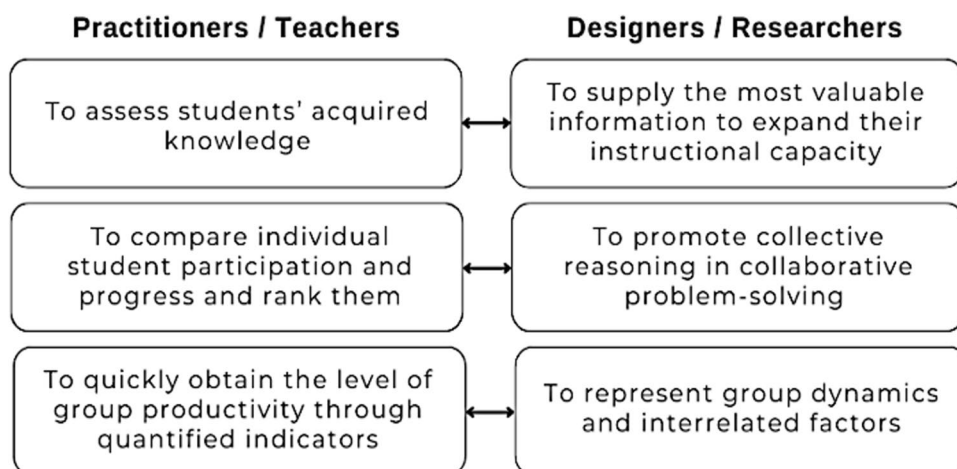 Practitioners / Teachers
Designers / Researchers
To assess students' acquired
knowledge
To supply the most valuable
information to expand their
instructional capacity
To compare individual
student participation and
progress and rank them
To promote collective
reasoning in collaborative
problem-solving
To quickly obtain the level of
group productivity through
quantified indicators
To represent group dynamics
and interrelated factors